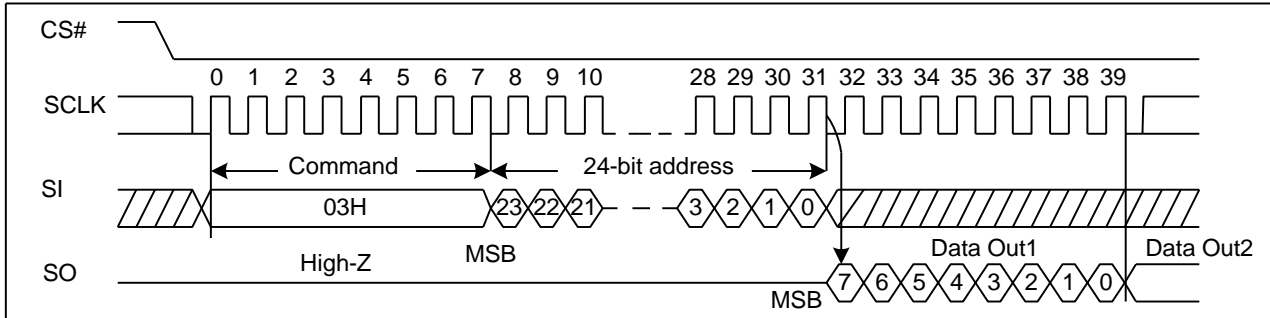 CS#
0 1 2 3 4 5 6 7 8 9 10 28 29 30 31 32 33 34 35 36 37 38 39
SCLK
Command 24-bit address
SI
03H 23 22 21 3 2 1 0
High-Z MSB Data Out1 Data Out2
SO
MSB 7 6 5 4 3 2 1 0